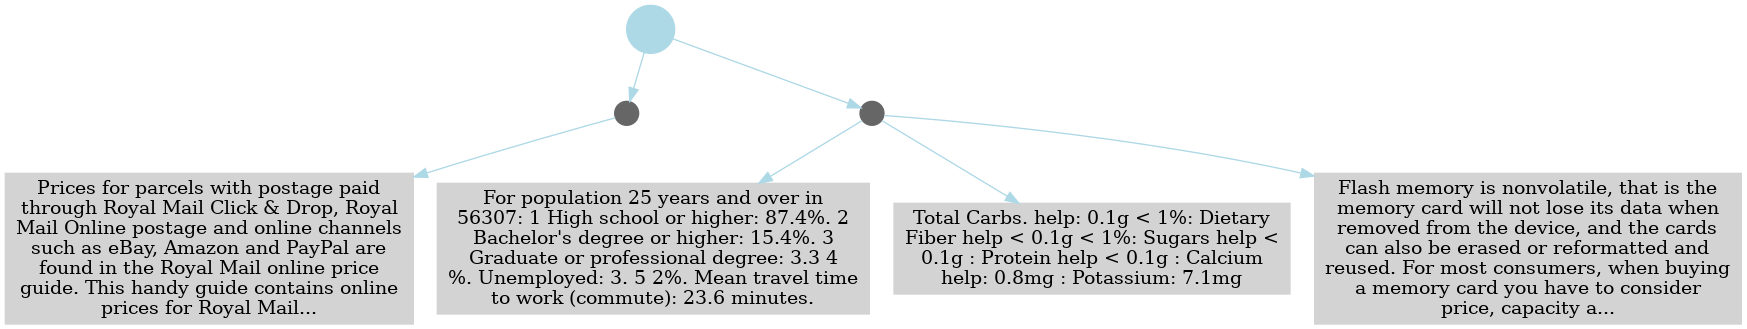 Prices for parcels with postage paid
through Royal Mail Click & Drop, Royal
Mail Online postage and online channels
such as eBay, Amazon and PayPal are
found in the Royal Mail online price
guide. This handy guide contains online
prices for Royal Mail...
For population 25 years and over in
56307: 1 High school or higher: 87.4%. 2
Bachelor's degree or higher: 15.4%. 3
Graduate or professional degree: 3.3 4
%. Unemployed: 3. 5 2%. Mean travel time
to work (commute): 23.6 minutes.
Total Carbs. help: 0.1g < 1%: Dietary
Fiber help < 0.1g < 1%: Sugars help <
0.1g : Protein help < 0.1g : Calcium
help: 0.8mg : Potassium: 7.1mg
Flash memory is nonvolatile, that is the
memory card will not lose its data when
removed from the device, and the cards
can also be erased or reformatted and
reused. For most consumers, when buying
a memory card you have to consider
price, capacity a...